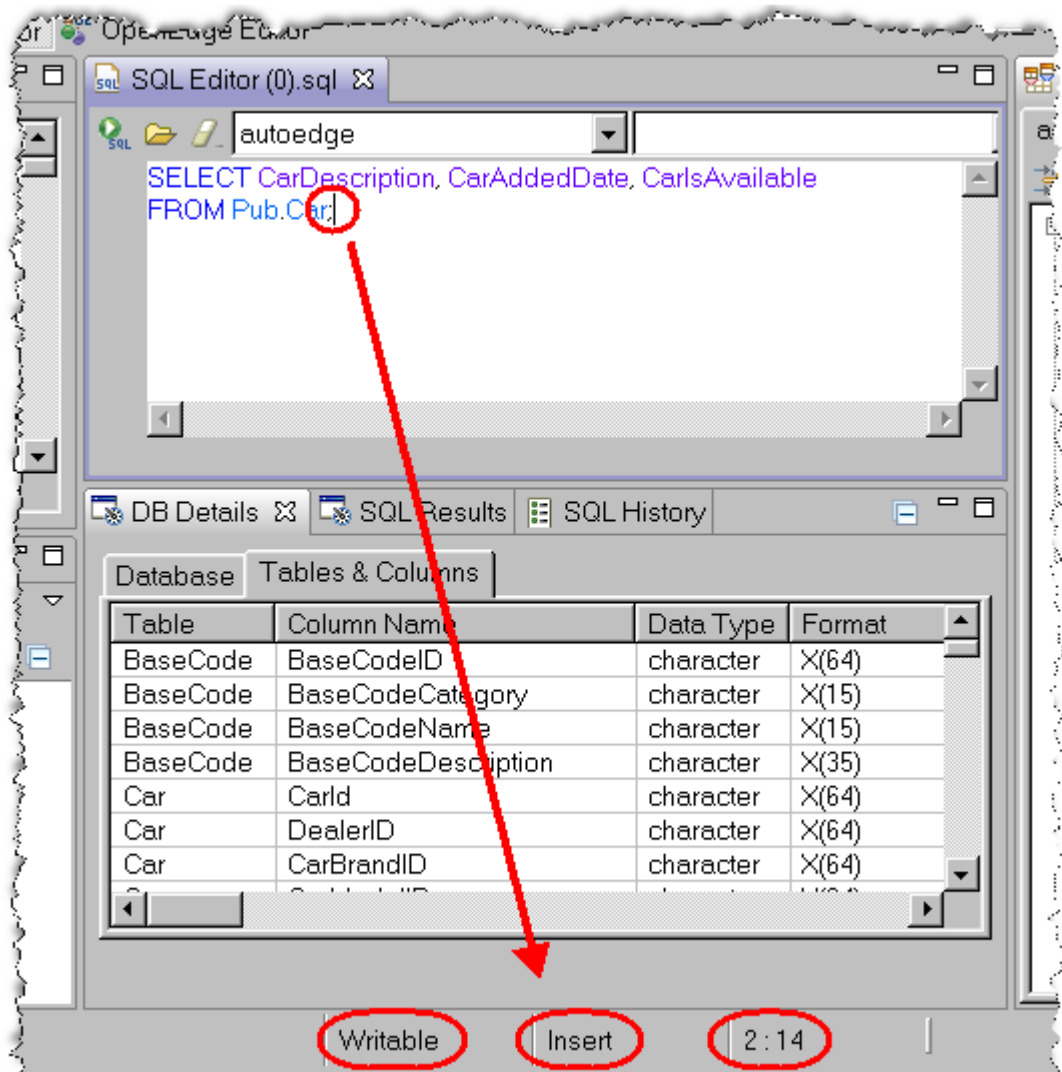 or OpenEdge Editor
SQL Editor (0).sql
SQL autoedge
SELECT CarDescription, CarAddedDate, CarIsAvailable
FROM Pub.Car;
DB Details SQL Results SQL History
Database Tables & Columns
Table Column Name Data Type Format
BaseCode BaseCodeID character X(64)
BaseCode BaseCodeCategory character X(15)
BaseCode BaseCodeName character X(15)
BaseCode BaseCodeDescription character X(35)
Car CarId character X(64)
Car DealerID character X(64)
Car CarBrandID character X(64)
Writable Insert 2 : 14